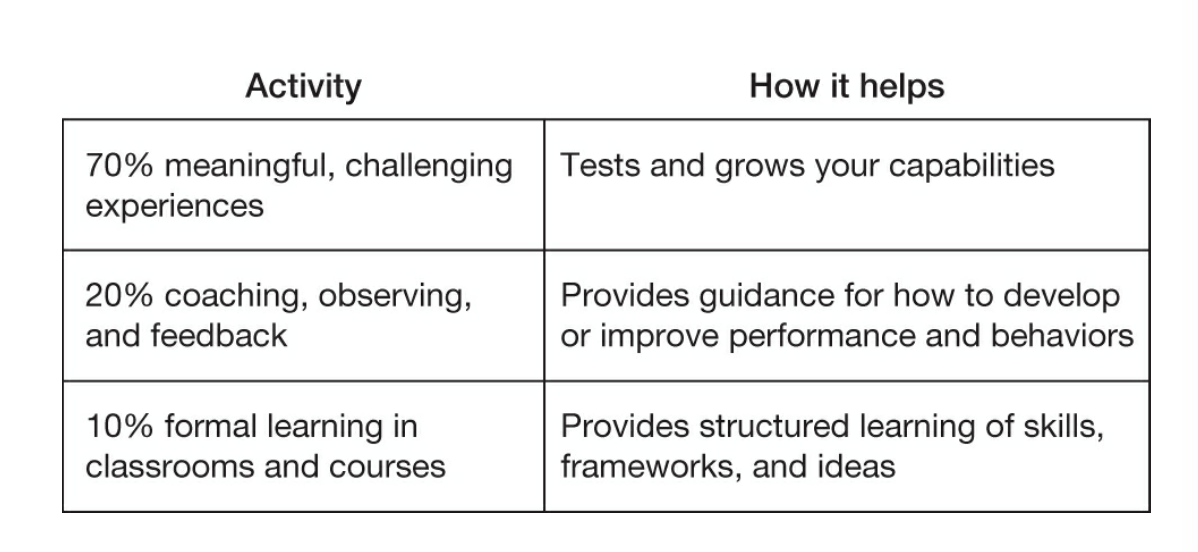 Activity
How it helps
70% meaningful, challenging
experiences
Tests and grows your capabilities
20% coaching, observing,
and feedback
Provides guidance for how to develop
or improve performance and behaviors
10% formal learning in
classrooms and courses
Provides structured learning of skills,
frameworks, and ideas